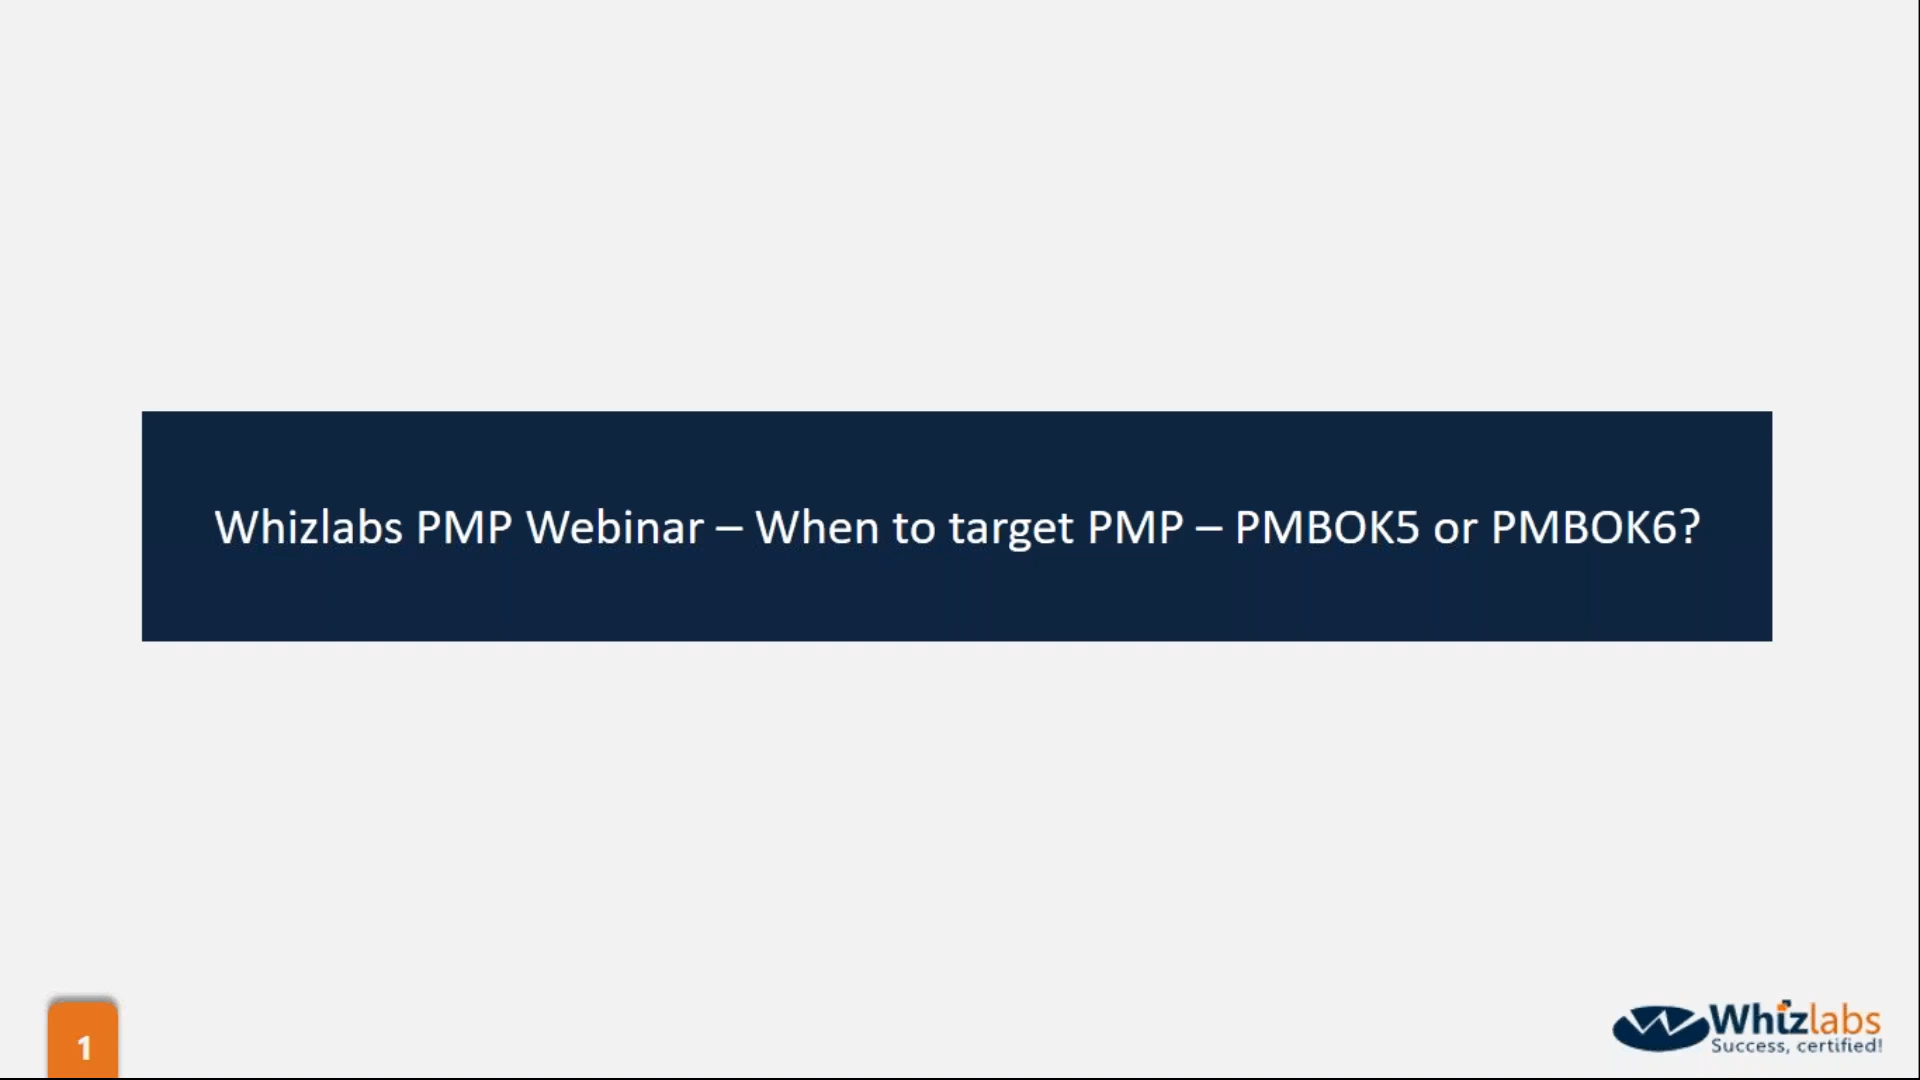 Whizlabs PMP Webinar – When to target PMP – PMBOK5 or PMBOK6?
1
Whizlabs
Success, certified!